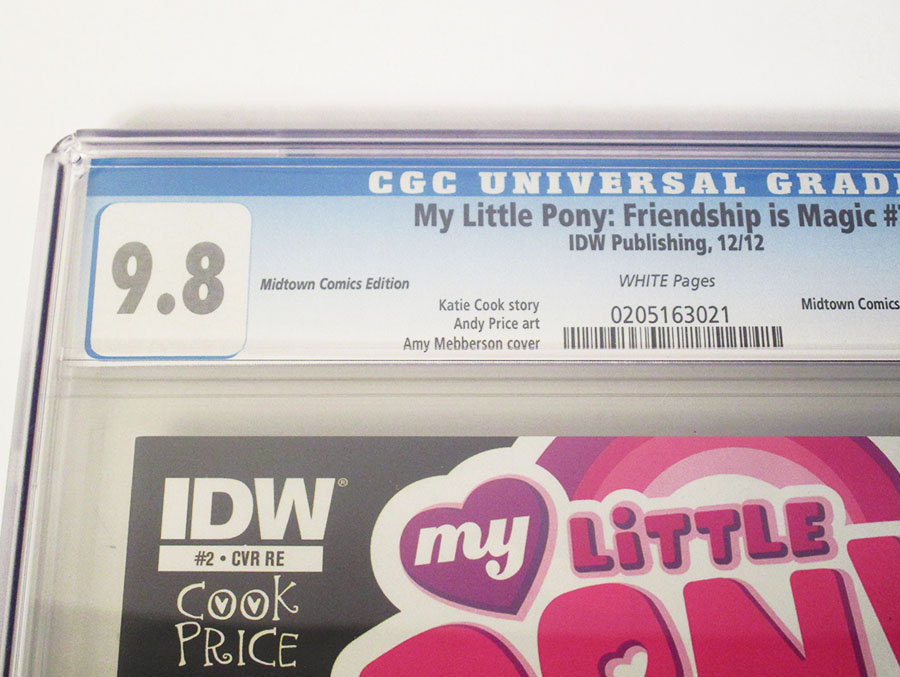 CGC UNIVERSAL GRAD
My Little Pony: Friendship is Magic #
IDW Publishing, 12/12
9.8
Midtown Comics Edition
WHITE Pages
Katie Cook story
Andy Price art
Amy Mebberson cover
0205163021
Midtown Comics
IDW®
#2 • CVR RE
COOK
PRICE
my LiTTLE
PONY